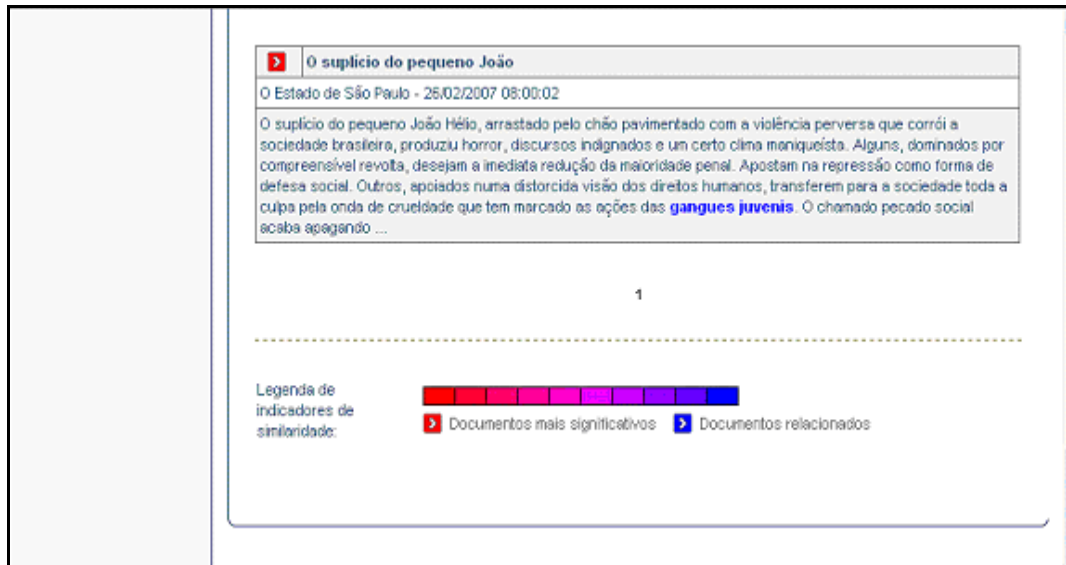 O suplício do pequeno João
O Estado de São Paulo - 26/02/2007 08:00:02
O suplício do pequeno João Hélio, arrastado pelo chão pavimentado com a violência perversa que corrói a
sociedade brasileira, produziu horror, discursos indignados e um certo clima maniqueísta. Alguns, dominados por
compreensível revolta, desejam a imediata redução da maioridade penal. Apostam na repressão como forma de
defesa social. Outros, apoiados numa distorcida visão dos direitos humanos, transferem para a sociedade toda a
culpa pela onda de crueldade que tem marcado as ações das gangues juvenis. O chamado pecado social
acaba apagando ...
1
Legenda de
indicadores de
similaridade:
Documentos mais significativos Documentos relacionados